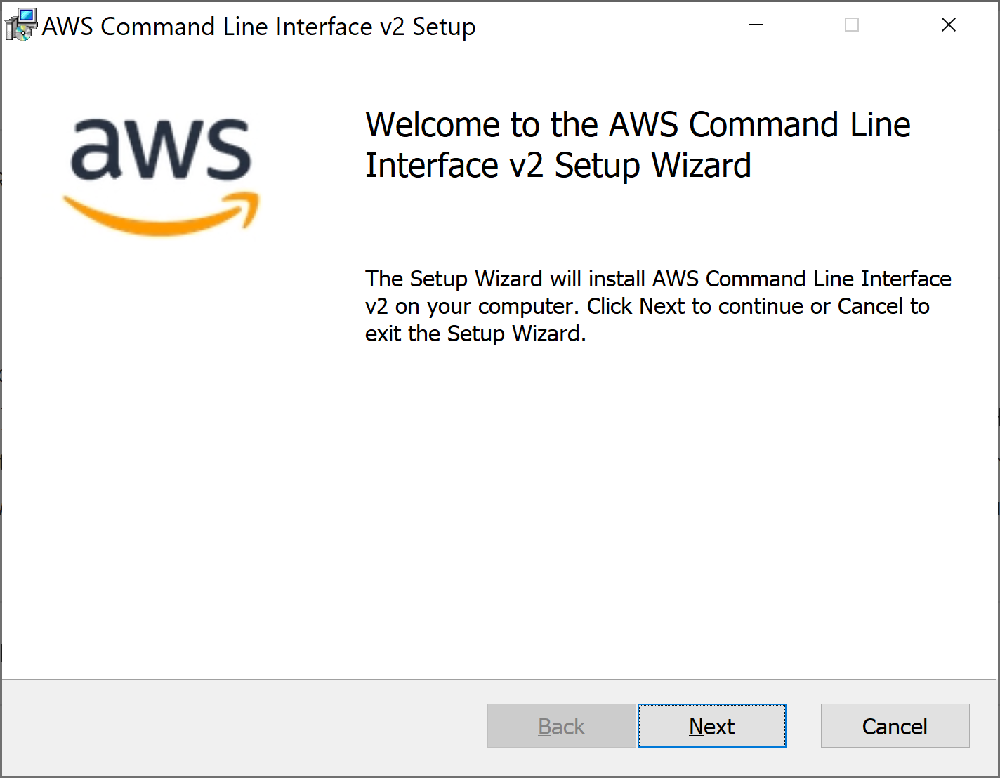 AWS Command Line Interface v2 Setup
aws
Welcome to the AWS Command Line
Interface v2 Setup Wizard
The Setup Wizard will install AWS Command Line Interface
v2 on your computer. Click Next to continue or Cancel to
exit the Setup Wizard.
Back
Next
Cancel